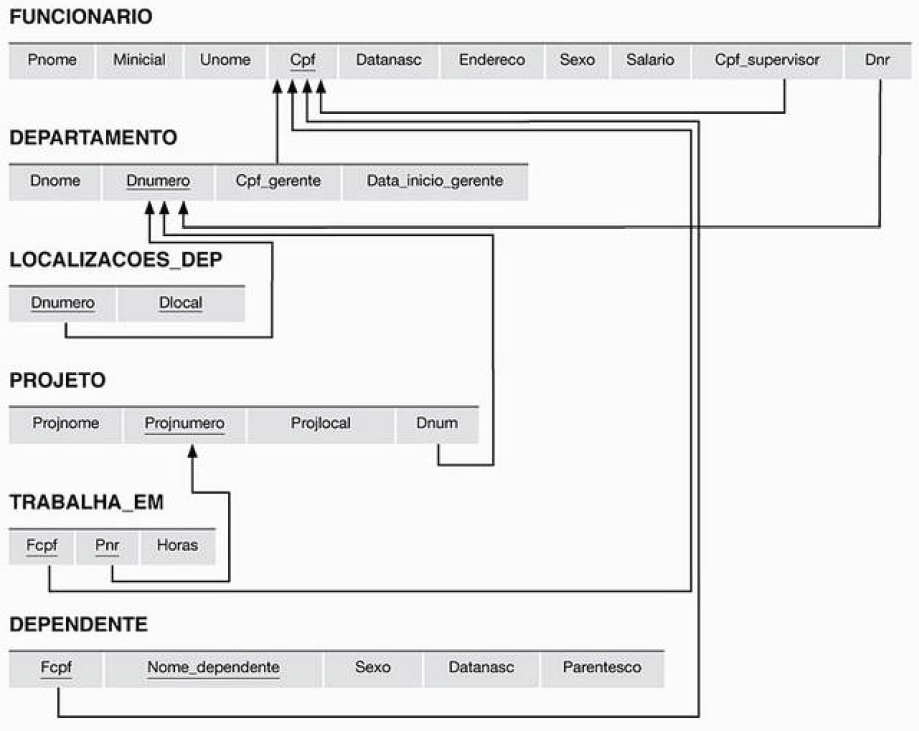 FUNCIONARIO
Pnome Minicial Unome Cpf Datanasc Endereco Sexo Salario Cpf_supervisor Dnr
DEPARTAMENTO
Dnome Dnumero Cpf_gerente Data_inicio_gerente
LOCALIZACOES_DEP
Dnumero Dlocal
PROJETO
Projnome Projnumero Projlocal Dnum
TRABALHA_EM
Fcpf Pnr Horas
DEPENDENTE
Fcpf Nome_dependente Sexo Datanasc Parentesco